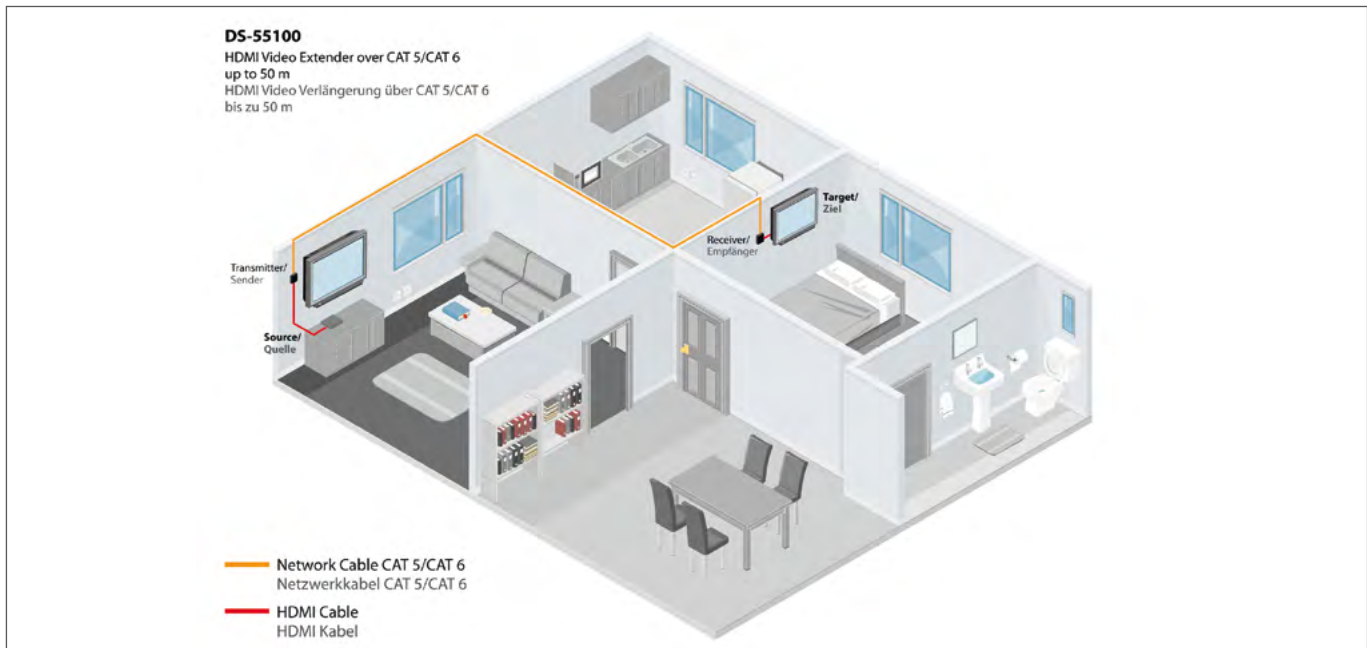 DS-55100
HDMI Video Extender over CAT 5/CAT 6
up to 50 m
HDMI Video Verlängerung über CAT 5/CAT 6
bis zu 50 m
Target/
Ziel
Receiver/
Empfänger
Transmitter/
Sender
Source/
Quelle
Network Cable CAT 5/CAT 6
Netzwerkkabel CAT 5/CAT 6
HDMI Cable
HDMI Kabel